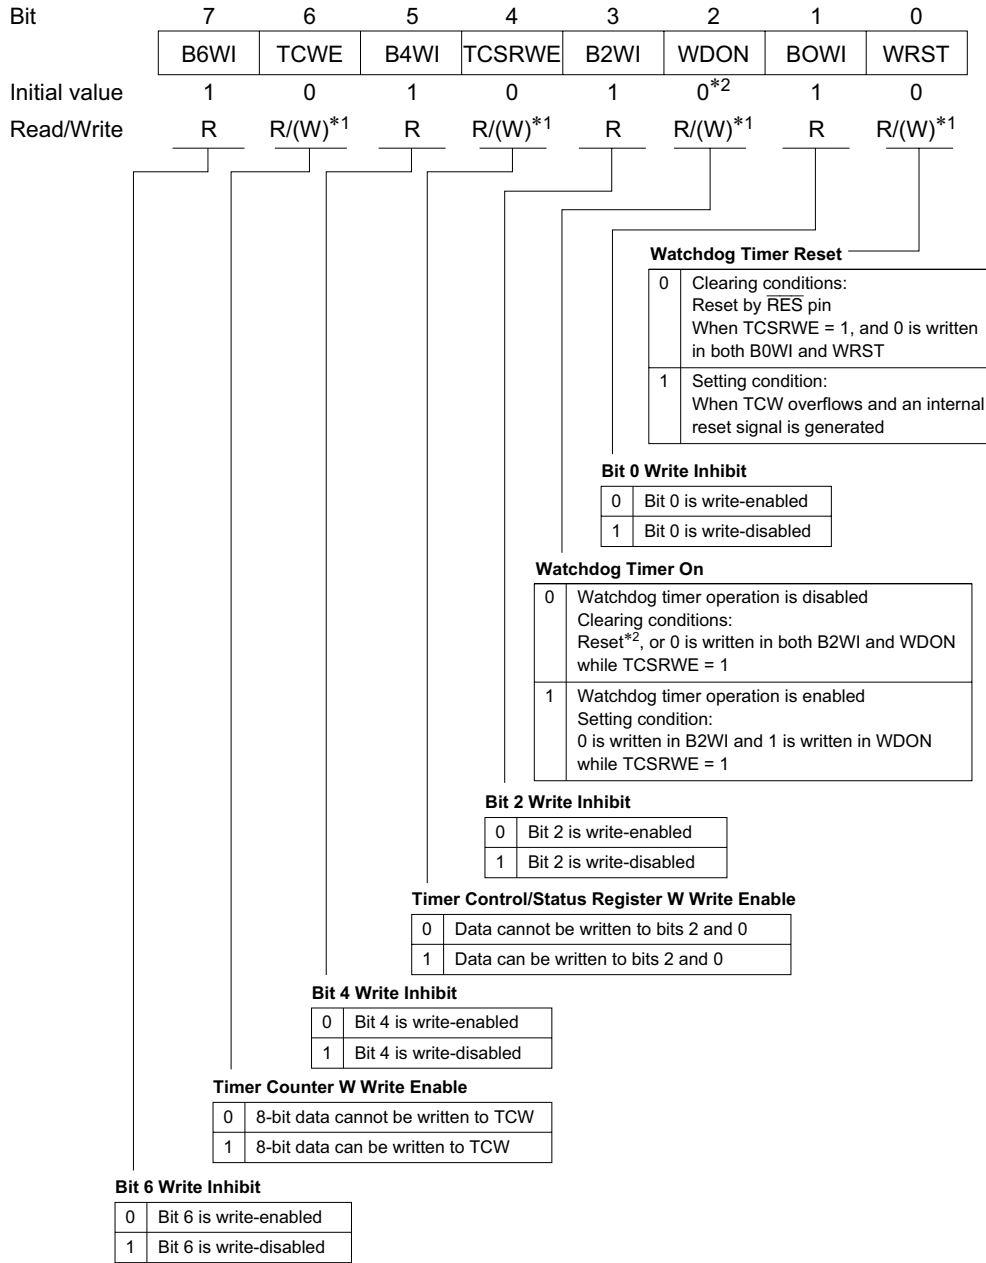 Bit 7 6 5 4 3 2 1 0
B6WI TCWE B4WI TCSRWE B2WI WDON BOWI WRST
Initial value 1 0 1 0 1 0*2 1 0
Read/Write R R/(W)*1 R R/(W)*1 R R/(W)*1 R R/(W)*1
Watchdog Timer Reset
0 Clearing conditions:
Reset by RES pin
When TCSRWE = 1, and 0 is written
in both B0WI and WRST
1 Setting condition:
When TCW overflows and an internal
reset signal is generated
Bit 0 Write Inhibit
0 Bit 0 is write-enabled
1 Bit 0 is write-disabled
Watchdog Timer On
0 Watchdog timer operation is disabled
Clearing conditions:
Reset*2, or 0 is written in both B2WI and WDON
while TCSRWE = 1
1 Watchdog timer operation is enabled
Setting condition:
0 is written in B2WI and 1 is written in WDON
while TCSRWE = 1
Bit 2 Write Inhibit
0 Bit 2 is write-enabled
1 Bit 2 is write-disabled
Timer Control/Status Register W Write Enable
0 Data cannot be written to bits 2 and 0
1 Data can be written to bits 2 and 0
Bit 4 Write Inhibit
0 Bit 4 is write-enabled
1 Bit 4 is write-disabled
Timer Counter W Write Enable
0 8-bit data cannot be written to TCW
1 8-bit data can be written to TCW
Bit 6 Write Inhibit
0 Bit 6 is write-enabled
1 Bit 6 is write-disabled